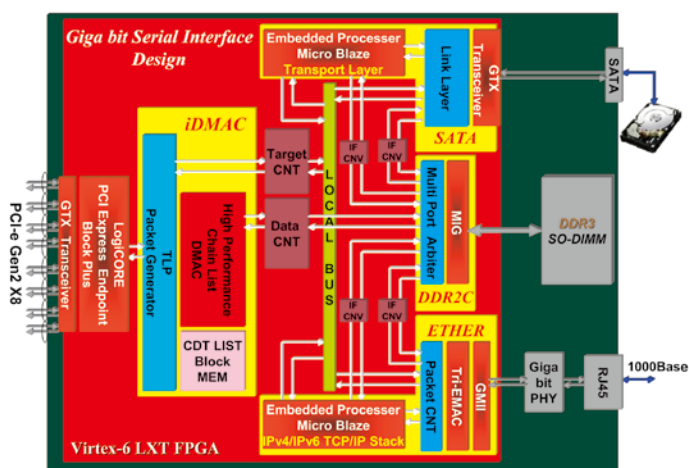 Giga bit Serial Interface
Design
Embedded Processor
Micro Blaze
Transport Layer
Link Layer
GTX
Transceiver
SATA
SATA
iDMAC
Target
CNT
Data
CNT
IF
CNV
IF
CNV
LOCAL BUS
Multi Port
Arbiter
MIG
DDR2C
DDR3
SO-DIMM
PCI-e Gen2 X8
GTX Transceiver
LogiCORE
PCI Express Endpoint
Block Plus
TLP
Packet Generator
High Performance
Chain List
DMAC
CDT LIST
Block
MEM
IF
CNV
IF
CNV
ETHER
Packet CNT
Tri-EMAC
GMII
Giga
bit
PHY
RJ45
1000Base
Embedded Processor
Micro Blaze
IPv4/IPv6 TCP/IP Stack
Virtex-6 LXT FPGA